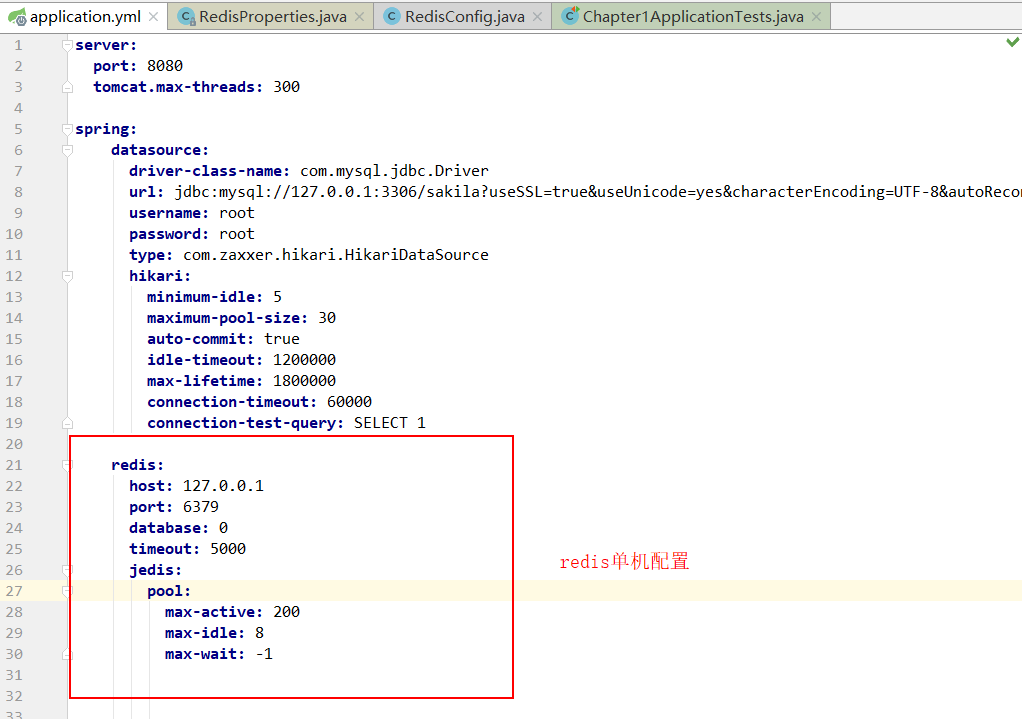 application.yml RedisProperties.java RedisConfig.java Chapter1ApplicationTests.java
1 server:
2 port: 8080
3 tomcat.max-threads: 300
4
5 spring:
6 datasource:
7 driver-class-name: com.mysql.jdbc.Driver
8 url: jdbc:mysql://127.0.0.1:3306/sakila?useSSL=true&useUnicode=yes&characterEncoding=UTF-8&autoRecon
9 username: root
10 password: root
11 type: com.zaxxer.hikari.HikariDataSource
12 hikari:
13 minimum-idle: 5
14 maximum-pool-size: 30
15 auto-commit: true
16 idle-timeout: 1200000
17 max-lifetime: 1800000
18 connection-timeout: 60000
19 connection-test-query: SELECT 1
20
21 redis:
22 host: 127.0.0.1
23 port: 6379
24 database: 0
25 timeout: 5000
redis单机配置
26 jedis:
27 pool:
28 max-active: 200
29 max-idle: 8
30 max-wait: -1
31
32
33